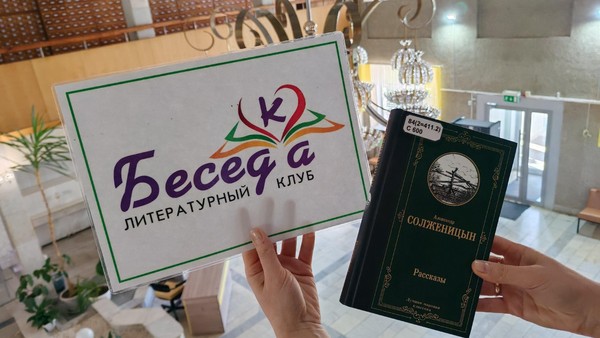 К
Беседа
ЛИТЕРАТУРНЫЙ КЛУБ
84(2=411.2)
С 600
Александр
СОЛЖЕНИЦЫН
Рассказы